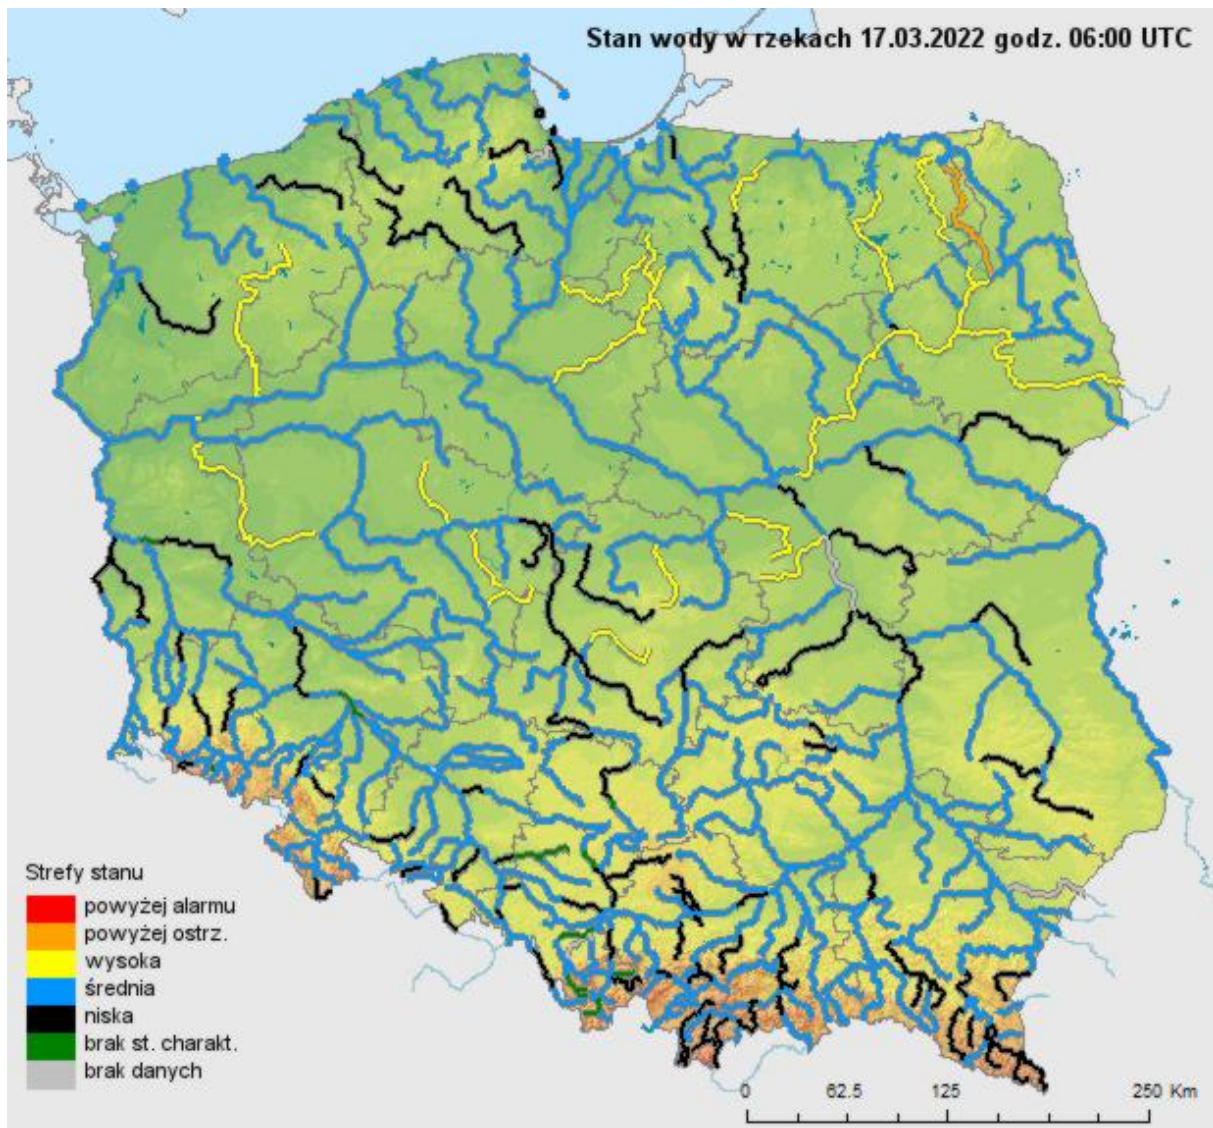 Stan wody w rzekach 17.03.2022 godz. 06:00 UTC
Strefy stanu
powyżej alarmu
powyżej ostrz.
wysoka
średnia
niska
brak st. charakt.
brak danych
0 62.5 125 250 Km